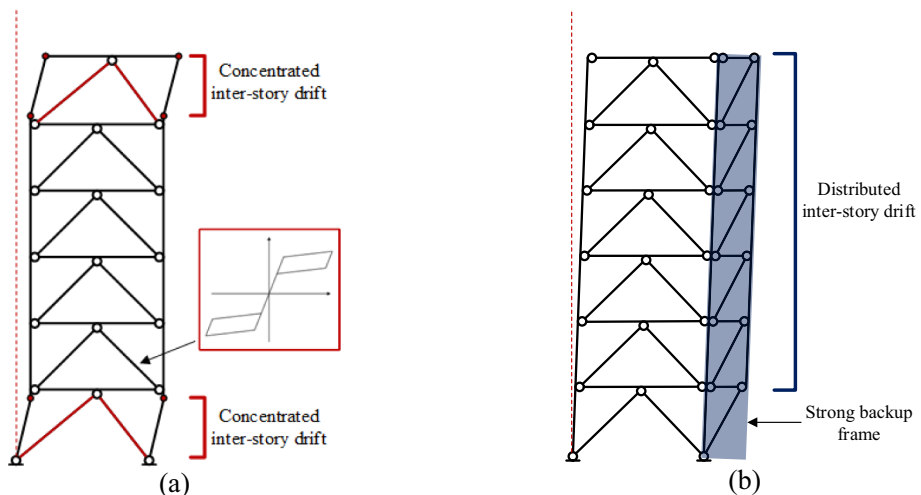 Concentrated
inter-story drift
Concentrated
inter-story drift
(a)
Distributed
inter-story drift
Strong backup
frame
(b)